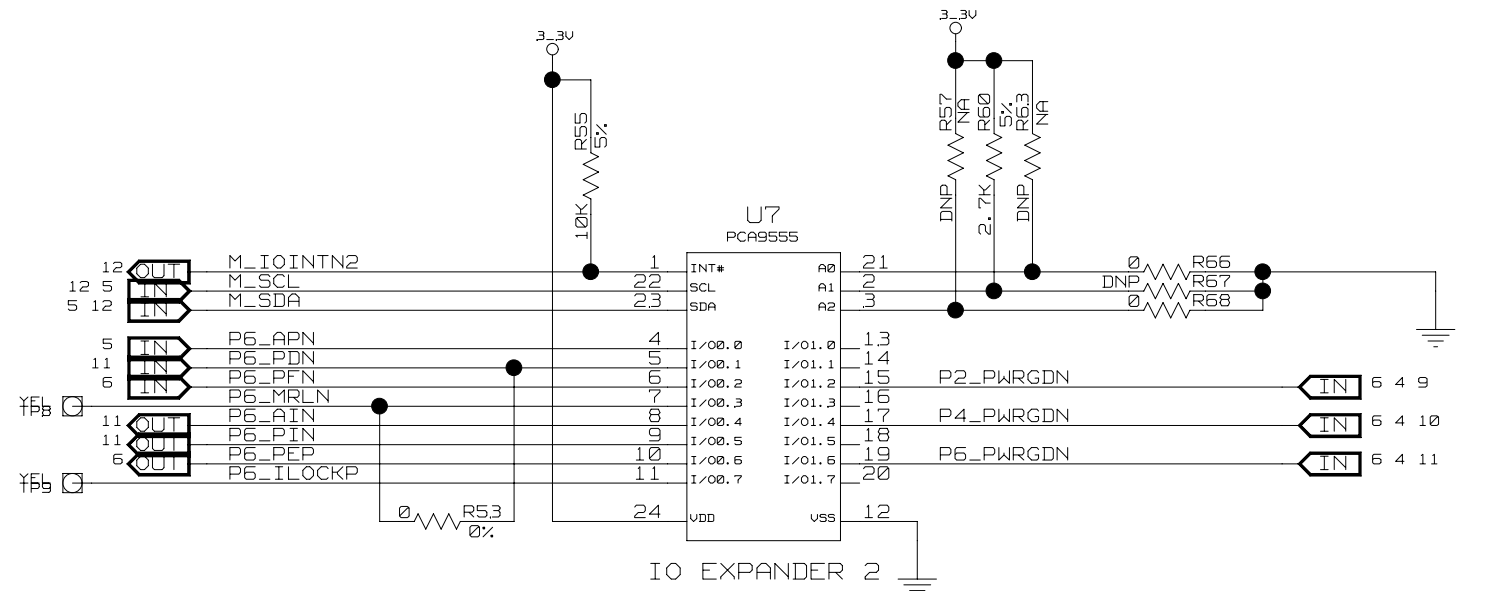 3_3V
3_3V
R55
5%
10K
R57
NA
DNP
R60
5%
2.7K
R63
NA
DNP
U7
PCA9555
12 OUT M_IOINTN2 1 INT# A0 21 0 R66
12 5 IN M_SCL 22 SCL A1 2 DNP R67
5 12 IN M_SDA 23 SDA A2 3 0 R68
5 IN P6_APN 4 I/O0.0 I/O1.0 13
11 IN P6_PDN 5 I/O0.1 I/O1.1 14
6 IN P6_PFN 6 I/O0.2 I/O1.2 15 P2_PWRGDN IN 6 4 9
YEL P6_MRLN 7 I/O0.3 I/O1.3 16
11 OUT P6_AIN 8 I/O0.4 I/O1.4 17 P4_PWRGDN IN 6 4 10
11 OUT P6_PIN 9 I/O0.5 I/O1.5 18
6 OUT P6_PEP 10 I/O0.6 I/O1.6 19 P6_PWRGDN IN 6 4 11
YEL P6_ILOCKP 11 I/O0.7 I/O1.7 20
0 R53
0%
24 VDD VSS 12
IO EXPANDER 2